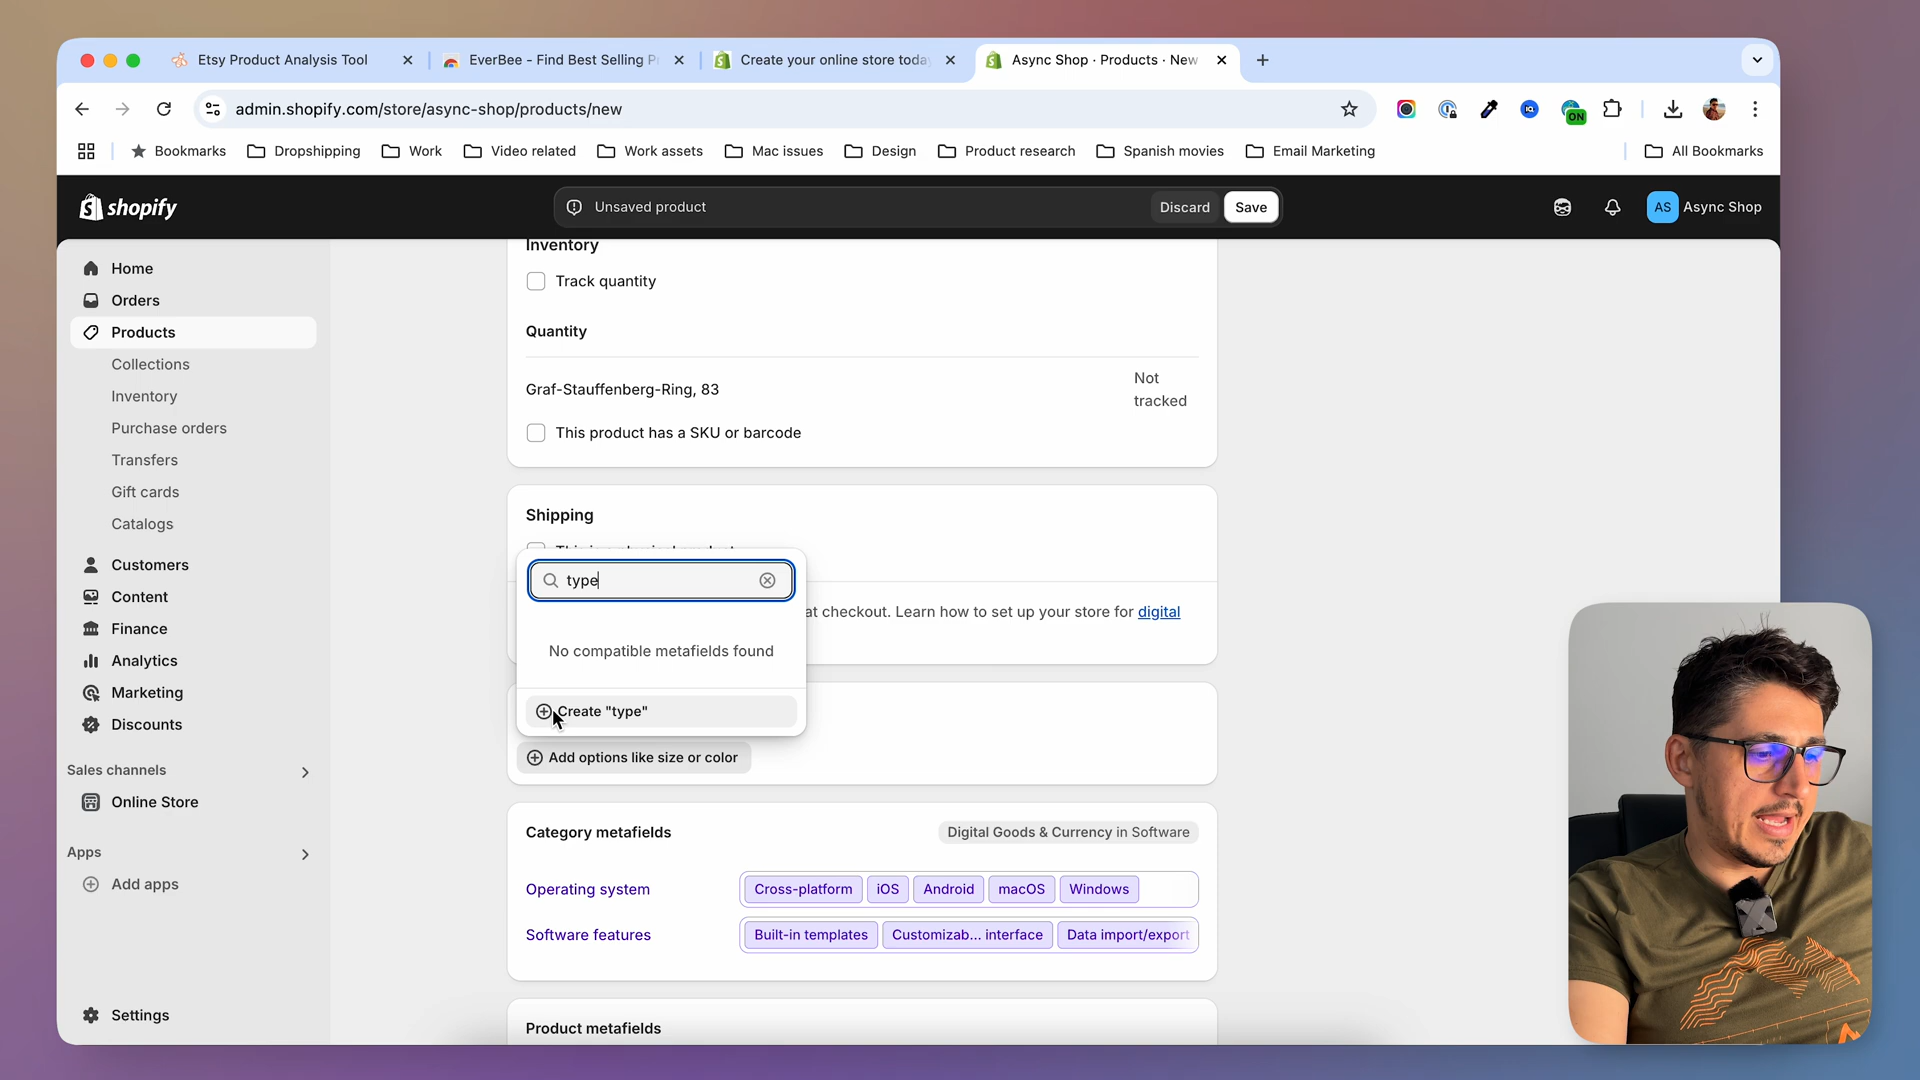 Etsy Product Analysis Tool
EverBee - Find Best Selling P
Create your online store toda
Async Shop · Products · New
admin.shopify.com/store/async-shop/products/new
ON
Bookmarks
Dropshipping
Work
Video related
Work assets
Mac issues
Design
Product research
Spanish movies
Email Marketing
All Bookmarks
shopify
Unsaved product
Discard
Save
AS
Async Shop
Home
Orders
Products
Collections
Inventory
Purchase orders
Transfers
Gift cards
Catalogs
Customers
Content
Finance
Analytics
Marketing
Discounts
Sales channels
Online Store
Apps
Add apps
Settings
Inventory
Track quantity
Quantity
Graf-Stauffenberg-Ring, 83
Not
tracked
This product has a SKU or barcode
Shipping
This is a physical product
type
at checkout. Learn how to set up your store for digital
No compatible metafields found
Create "type"
Add options like size or color
Category metafields
Digital Goods & Currency in Software
Operating system
Cross-platform
iOS
Android
macOS
Windows
Software features
Built-in templates
Customizab... interface
Data import/export
Product metafields